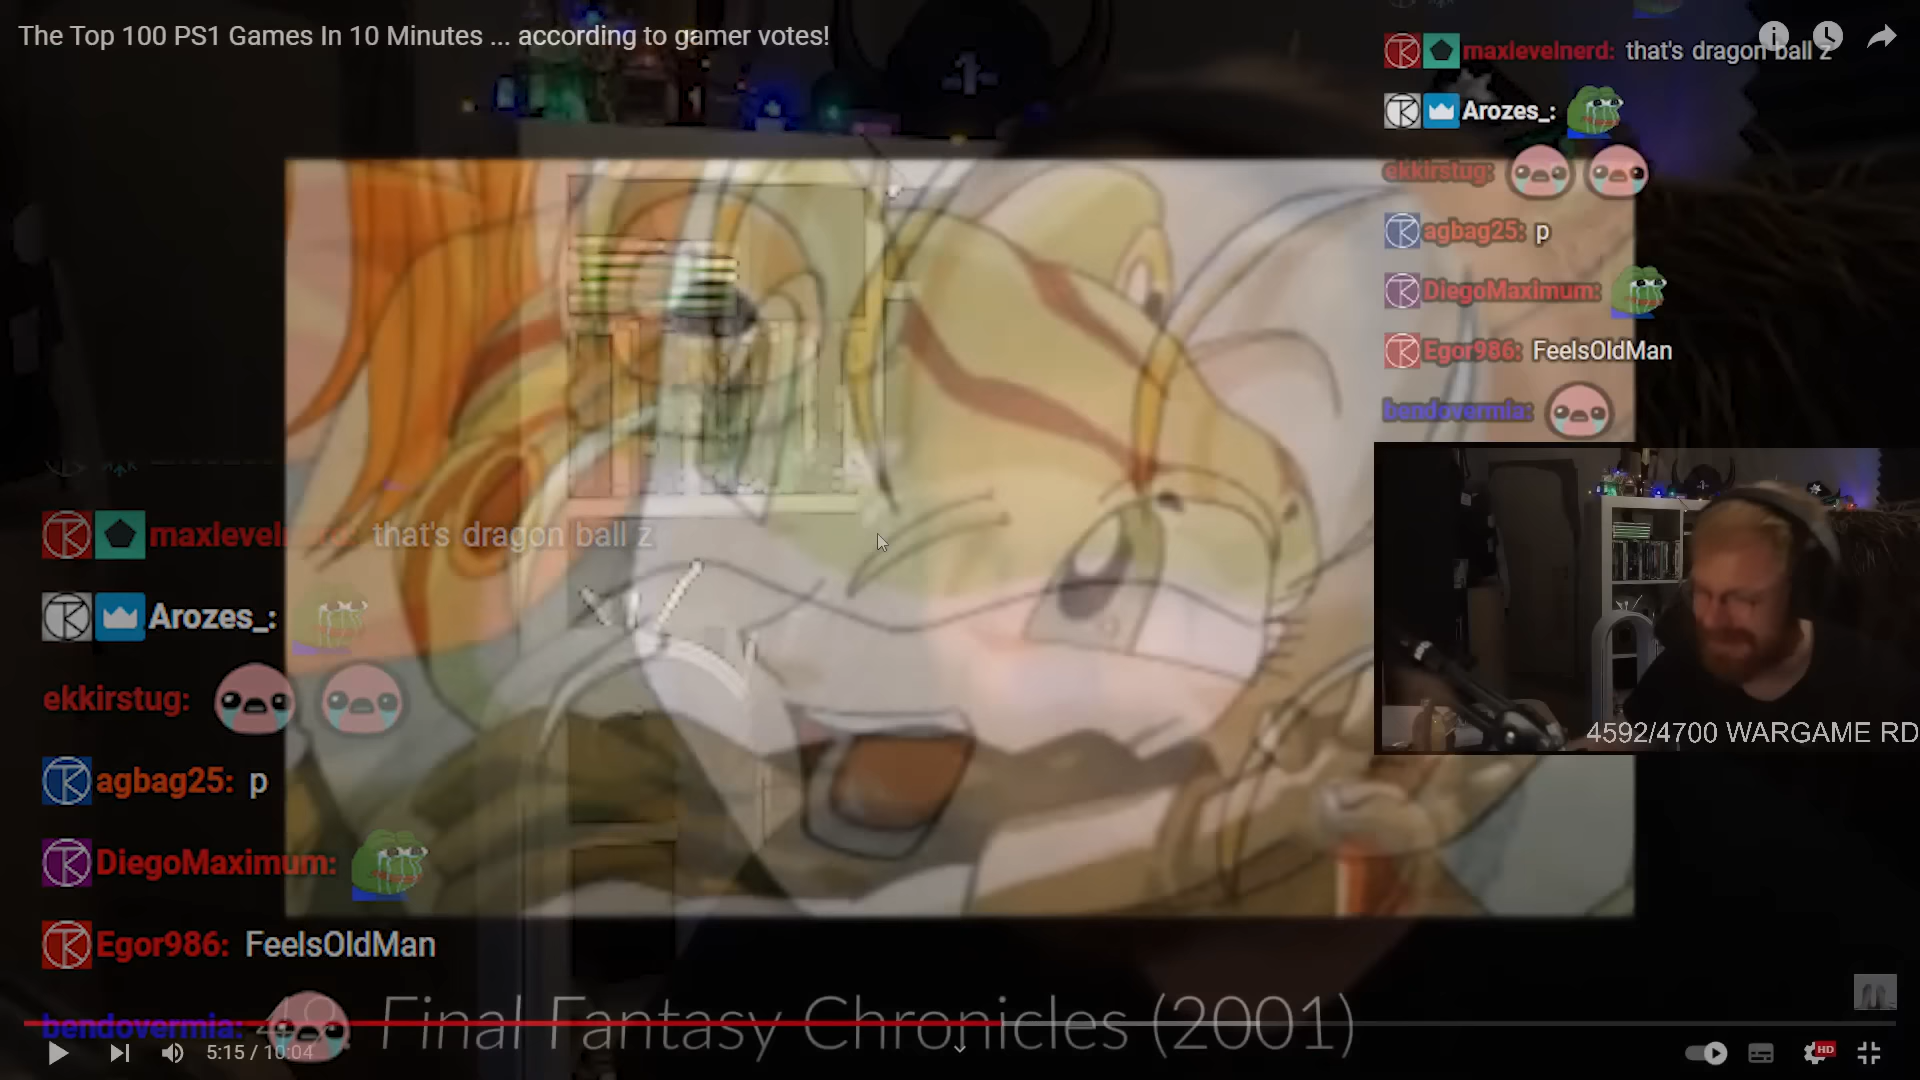 The Top 100 PS1 Games In 10 Minutes ... according to gamer votes!
maxlevelnerd: that's dragon ball z
Arozes_:
ekkirstug:
agbag25: p
DiegoMaximum:
Egor986: FeelsOldMan
bendovermia:
4592/4700 WARGAME RD
that's dragon ball z
Arozes_:
ekkirstug:
agbag25: p
DiegoMaximum:
Egor986: FeelsOldMan
bendovermia:
Final Fantasy Chronicles (2001)
5:15 / 10:04
HD